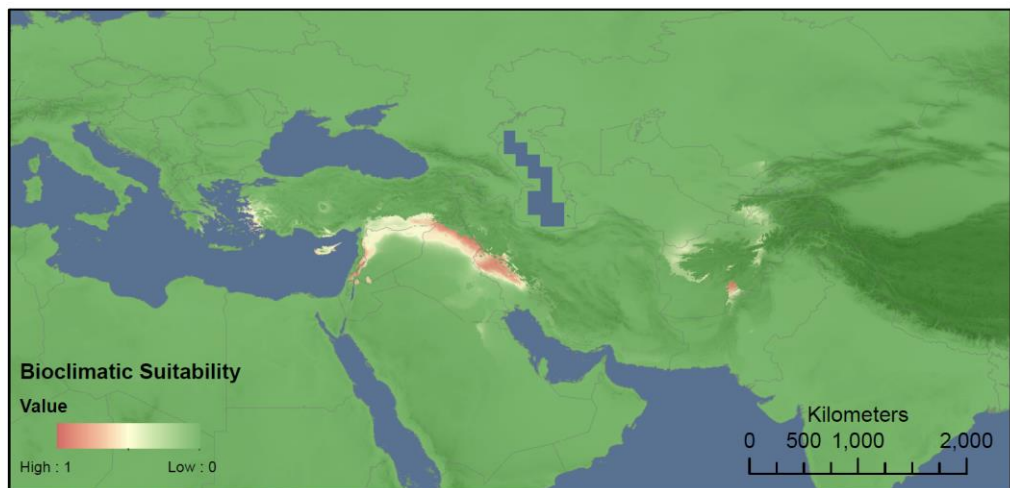 Bioclimatic Suitability
Value
High : 1 Low : 0
Kilometers
0 500 1,000 2,000